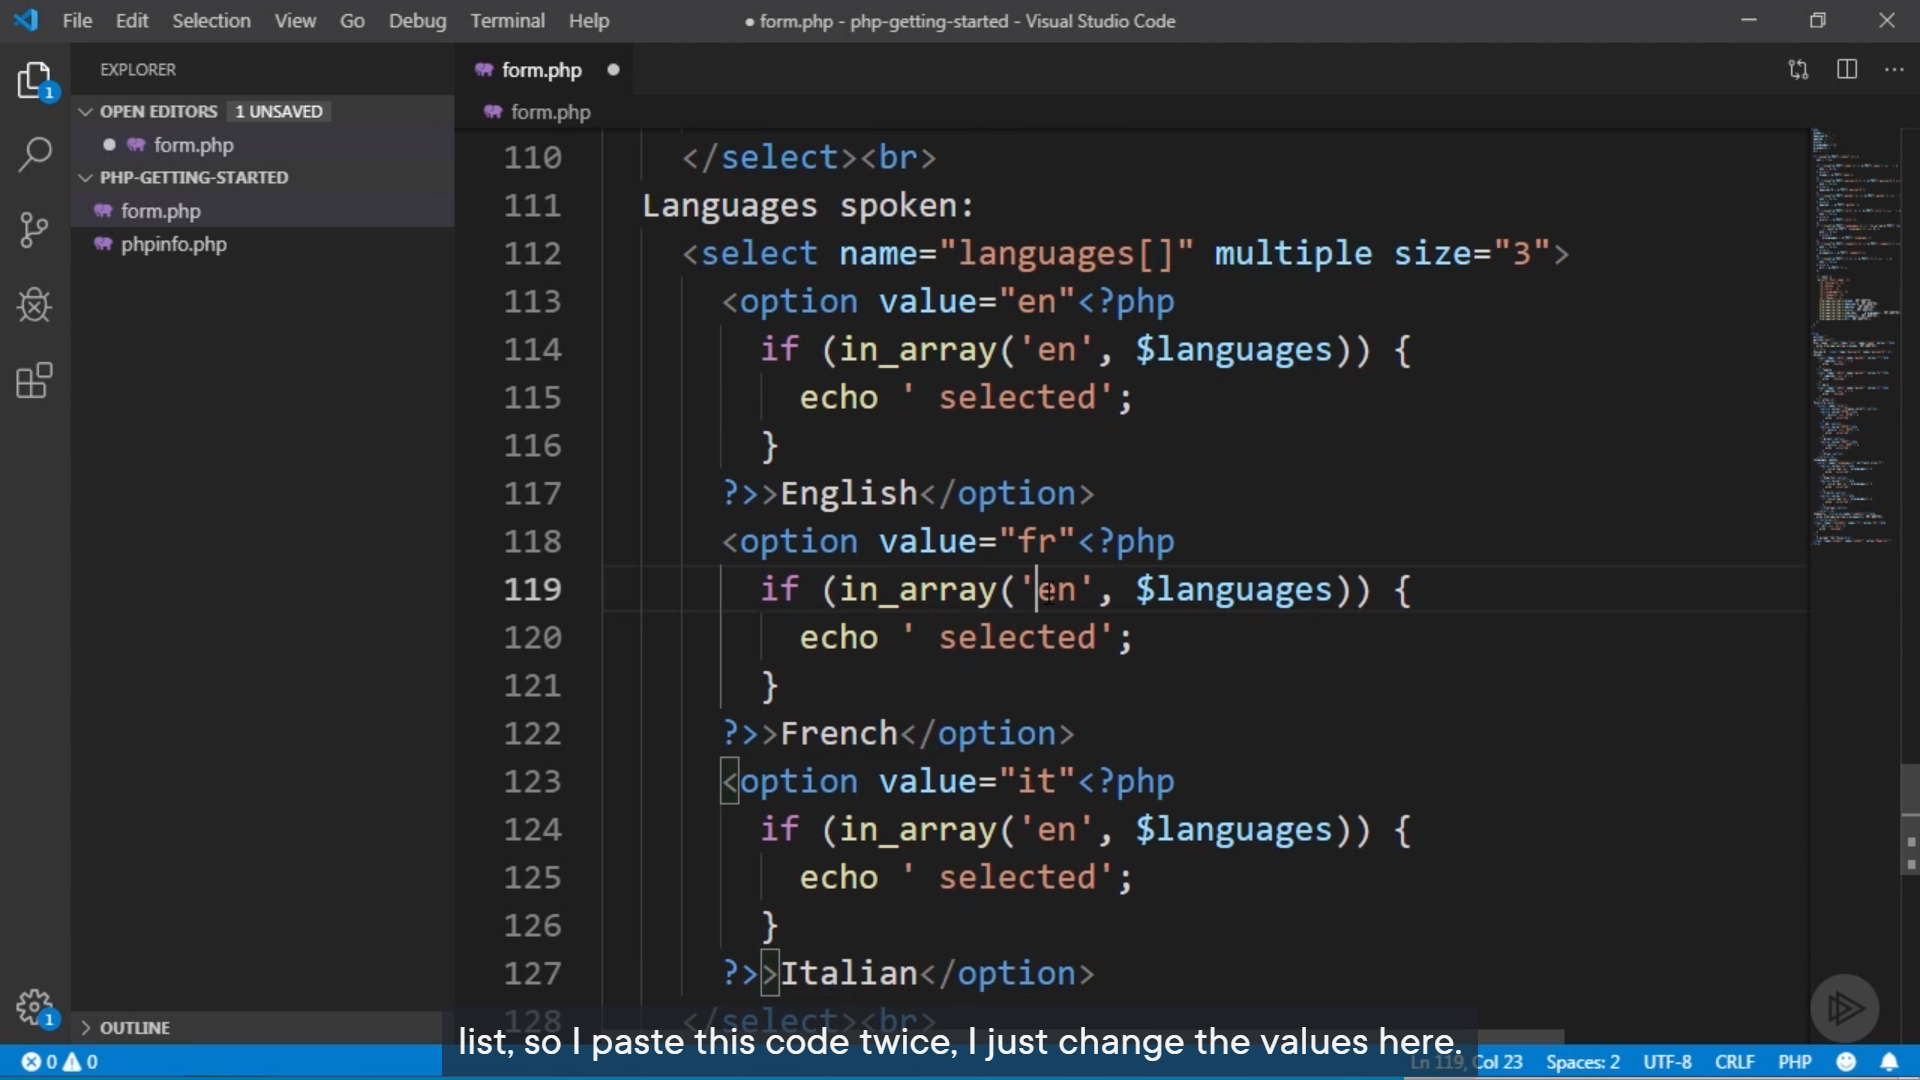 File Edit Selection View Go Debug Terminal Help
● form.php - php-getting-started - Visual Studio Code
EXPLORER
OPEN EDITORS 1 UNSAVED
form.php
PHP-GETTING-STARTED
form.php
phpinfo.php
OUTLINE
1
1
form.php
form.php
110 </select><br>
111 Languages spoken:
112 <select name="languages[]" multiple size="3">
113 <option value="en"<?php
114 if (in_array('en', $languages)) {
115 echo ' selected';
116 }
117 ?>>English</option>
118 <option value="fr"<?php
119 if (in_array('en', $languages)) {
120 echo ' selected';
121 }
122 ?>>French</option>
123 <option value="it"<?php
124 if (in_array('en', $languages)) {
125 echo ' selected';
126 }
127 ?>>Italian</option>
128 </select><br>
list, so I paste this code twice, I just change the values here.
0 0
Ln 119, Col 23 Spaces: 2 UTF-8 CRLF PHP